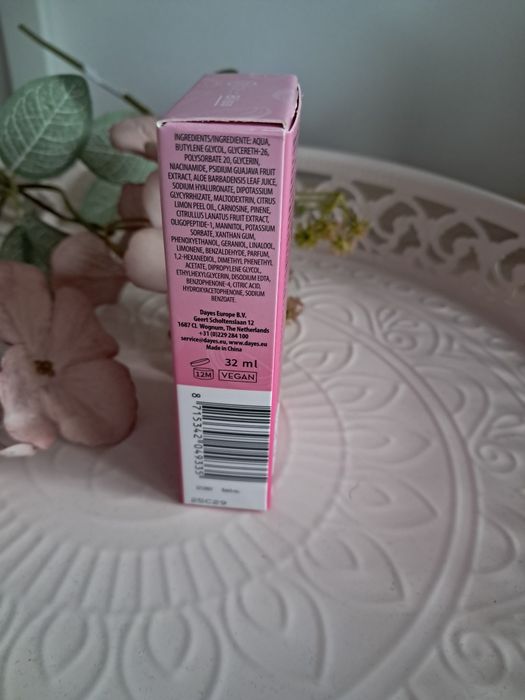 INGREDIENTS/INGREDIENTE: AQUA,
BUTYLENE GLYCOL, GLYCERETH-26,
POLYSORBATE 20, GLYCERIN,
NIACINAMIDE, PSIDIUM GUAJAVA FRUIT
EXTRACT, ALOE BARBADENSIS LEAF JUICE,
SODIUM HYALURONATE, DIPOTASSIUM
GLYCYRRHIZATE, MALTODEXTRIN, CITRUS
LIMON PEEL OIL, CARNOSINE, PINENE,
CITRULLUS LANATUS FRUIT EXTRACT,
OLIGOPEPTIDE-1, MANNITOL, POTASSIUM
SORBATE, XANTHAN GUM,
PHENOXYETHANOL, GERANIOL, LINALOOL,
LIMONENE, BENZALDEHYDE, PARFUM,
1,2-HEXANEDIOL, DIMETHYL PHENETHYL
ACETATE, DIPROPYLENE GLYCOL,
ETHYLHEXYLGLYCERIN, DISODIUM EDTA,
BENZOPHENONE-4, CITRIC ACID,
HYDROXYACETOPHENONE, SODIUM
BENZOATE.
Dayes Europe B.V.
Geert Scholtenslaan 12
1687 CL Wognum, The Netherlands
+31 (0)229 284 100
service@dayes.eu, www.dayes.eu
Made in China
32 ml
12M VEGAN
8 715342 049335
25C29